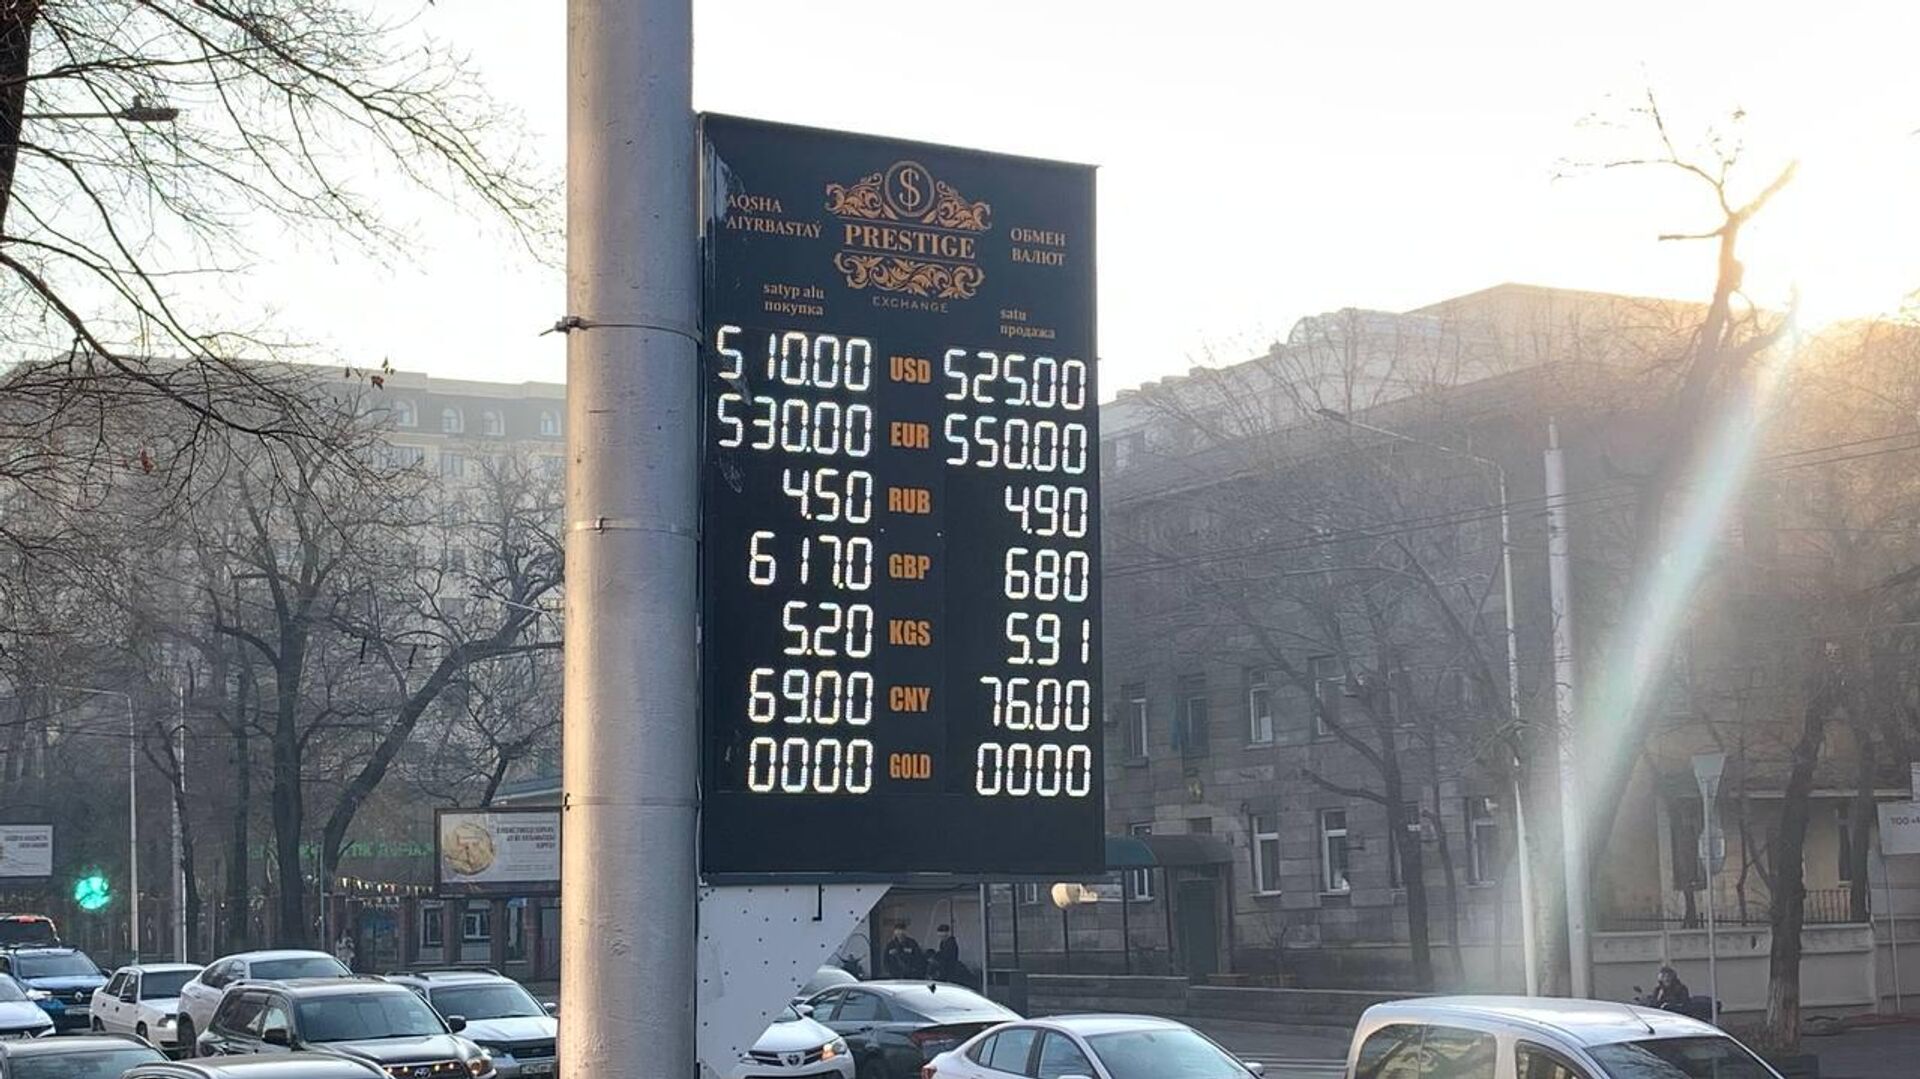 AQSHA
AIYRBASTAÝ
$
PRESTIGE
EXCHANGE
ОБМЕН
ВАЛЮТ
satyp alu
покупка
satu
продажа
510.00 USD 525.00
530.00 EUR 550.00
4.50 RUB 4.90
617.0 GBP 680
5.20 KGS 5.91
69.00 CNY 76.00
0000 GOLD 0000
ТОО